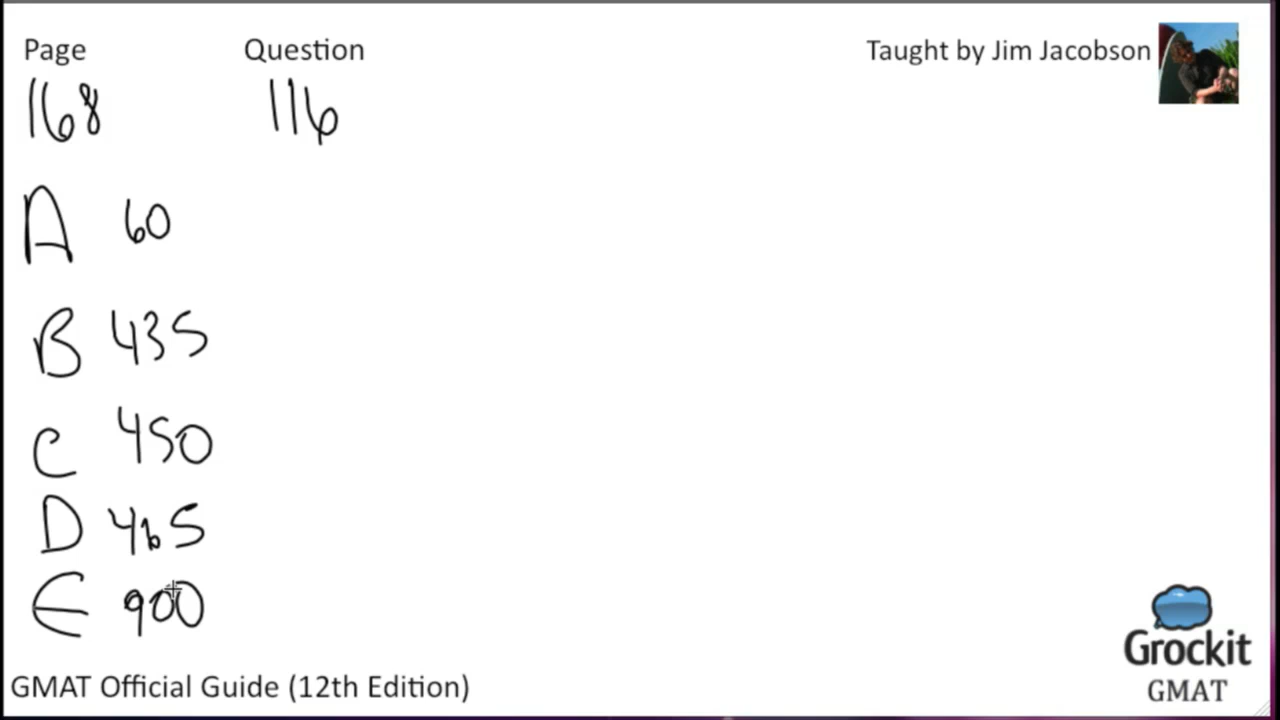 Page Question Taught by Jim Jacobson
168 116
A 60
B 435
C 450
D 465
E 900
Grockit
GMAT
GMAT Official Guide (12th Edition)